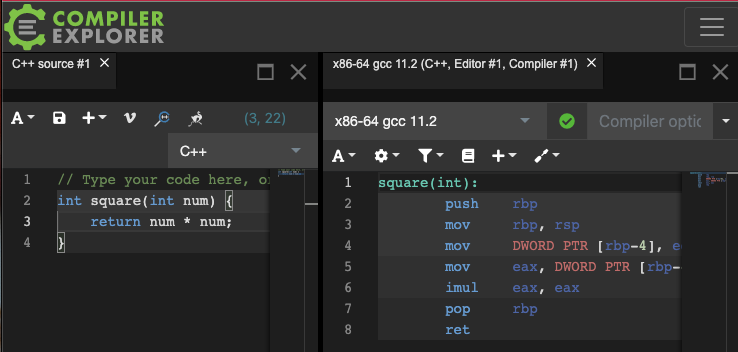 COMPILER
EXPLORER
C++ source #1 ×
A
(3, 22)
C++
1 // Type your code here, or
2 int square(int num) {
3 return num * num;
4 }
x86-64 gcc 11.2 (C++, Editor #1, Compiler #1) ×
x86-64 gcc 11.2
Compiler optic
A
1 square(int):
2 push rbp
3 mov rbp, rsp
4 mov DWORD PTR [rbp-4], e
5 mov eax, DWORD PTR [rbp-
6 imul eax, eax
7 pop rbp
8 ret